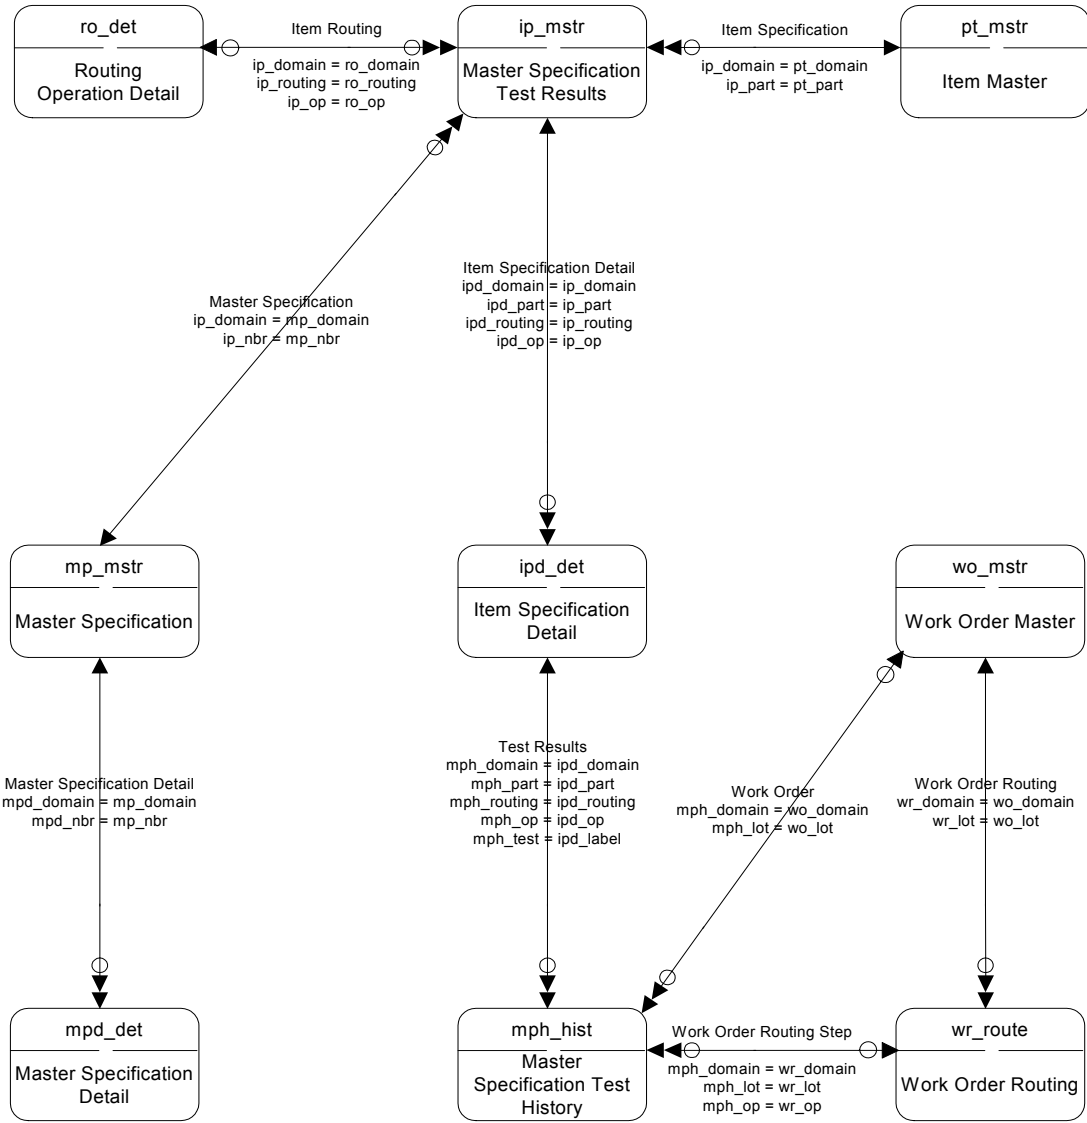 ro_det
Routing
Operation Detail
Item Routing
ip_domain = ro_domain
ip_routing = ro_routing
ip_op = ro_op
ip_mstr
Master Specification
Test Results
Item Specification
ip_domain = pt_domain
ip_part = pt_part
pt_mstr
Item Master
Master Specification
ip_domain = mp_domain
ip_nbr = mp_nbr
Item Specification Detail
ipd_domain = ip_domain
ipd_part = ip_part
ipd_routing = ip_routing
ipd_op = ip_op
mp_mstr
Master Specification
ipd_det
Item Specification
Detail
wo_mstr
Work Order Master
Master Specification Detail
mpd_domain = mp_domain
mpd_nbr = mp_nbr
Test Results
mph_domain = ipd_domain
mph_part = ipd_part
mph_routing = ipd_routing
mph_op = ipd_op
mph_test = ipd_label
Work Order
mph_domain = wo_domain
mph_lot = wo_lot
Work Order Routing
wr_domain = wo_domain
wr_lot = wo_lot
mpd_det
Master Specification
Detail
mph_hist
Master
Specification Test
History
Work Order Routing Step
mph_domain = wr_domain
mph_lot = wr_lot
mph_op = wr_op
wr_route
Work Order Routing